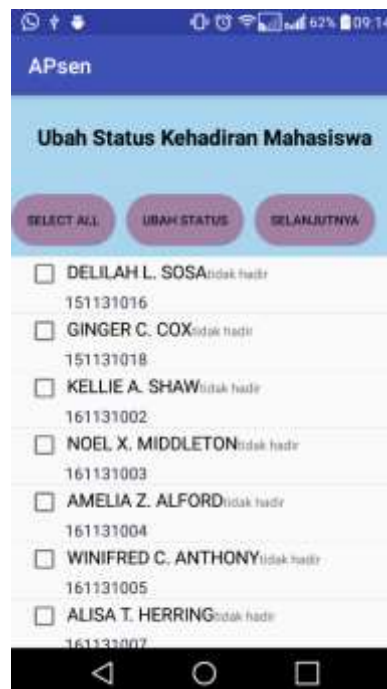 62% 09:14
APsen
Ubah Status Kehadiran Mahasiswa
SELECT ALL UBAH STATUS SELANJUTNYA
DELILAH L. SOSA tidak hadir
151131016
GINGER C. COX tidak hadir
151131018
KELLIE A. SHAW tidak hadir
161131002
NOEL X. MIDDLETON tidak hadir
161131003
AMELIA Z. ALFORD tidak hadir
161131004
WINIFRED C. ANTHONY tidak hadir
161131005
ALISA T. HERRING tidak hadir
161131007